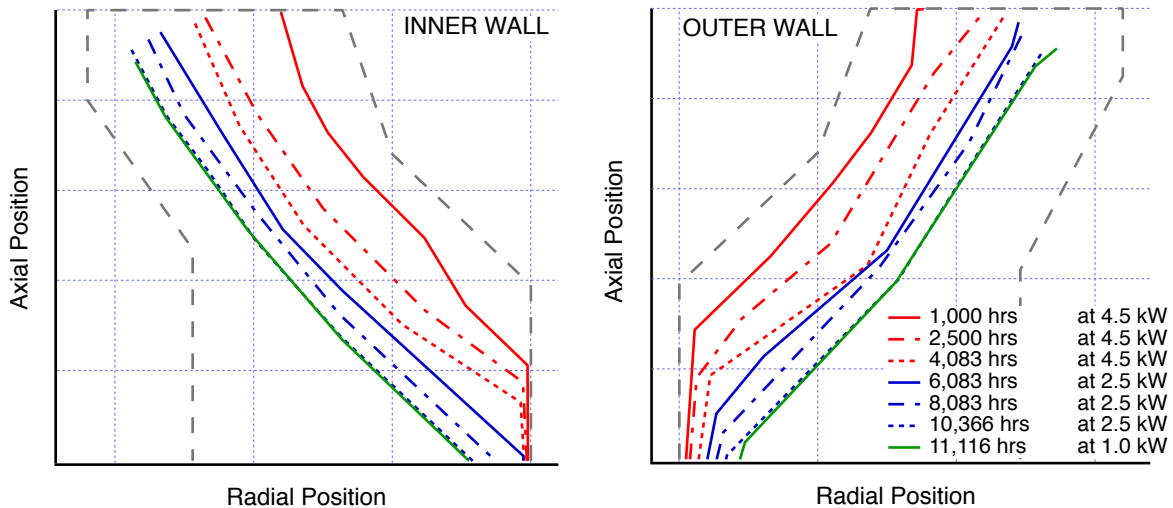 INNER WALL
Axial Position
Radial Position
OUTER WALL
Axial Position
1,000 hrs at 4.5 kW
2,500 hrs at 4.5 kW
4,083 hrs at 4.5 kW
6,083 hrs at 2.5 kW
8,083 hrs at 2.5 kW
10,366 hrs at 2.5 kW
11,116 hrs at 1.0 kW
Radial Position